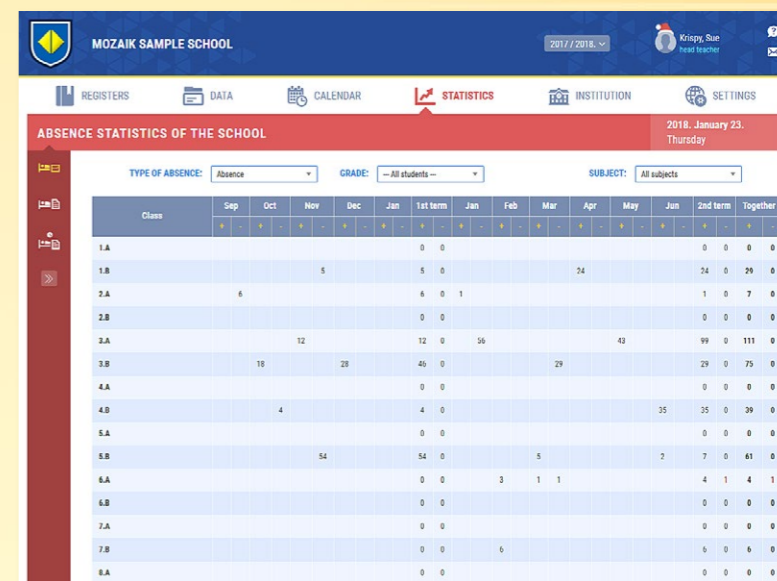 MOZAIK SAMPLE SCHOOL
2017 / 2018.
Krispy, Sue
head teacher
REGISTERS DATA CALENDAR STATISTICS INSTITUTION SETTINGS
ABSENCE STATISTICS OF THE SCHOOL
2018. January 23.
Thursday
TYPE OF ABSENCE: Absence GRADE: -- All students -- SUBJECT: All subjects
Class Sep Oct Nov Dec Jan 1st term Jan Feb Mar Apr May Jun 2nd term Together
+ - + - + - + - + - + - + - + - + - + - + - + - + - + -
1.A 0 0 0 0 0 0
1.B 5 5 0 24 24 0 29 0
2.A 6 6 0 1 1 0 7 0
2.B 0 0 0 0 0 0
3.A 12 12 0 56 43 99 0 111 0
3.B 18 28 46 0 29 29 0 75 0
4.A 0 0 0 0 0 0
4.B 4 4 0 35 35 0 39 0
5.A 0 0 0 0 0 0
5.B 54 54 0 5 2 7 0 61 0
6.A 0 0 3 1 1 4 1 4 1
6.B 0 0 0 0 0 0
7.A 0 0 0 0 0 0
7.B 0 0 6 6 0 6 0
8.A 0 0 0 0 0 0